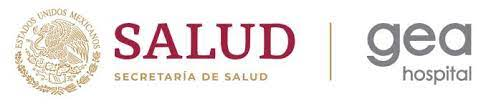 ESTADOS UNIDOS MEXICANOS
SALUD
SECRETARÍA DE SALUD
gea
hospital